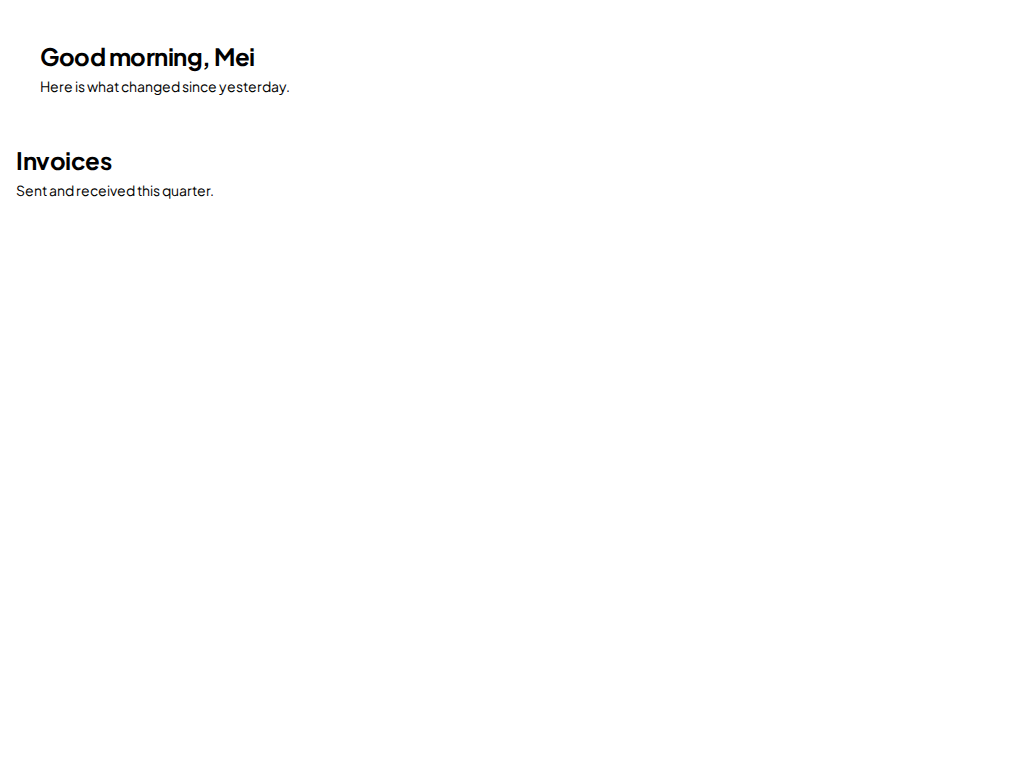 Good morning, Mei
Here is what changed since yesterday.
Invoices
Sent and received this quarter.